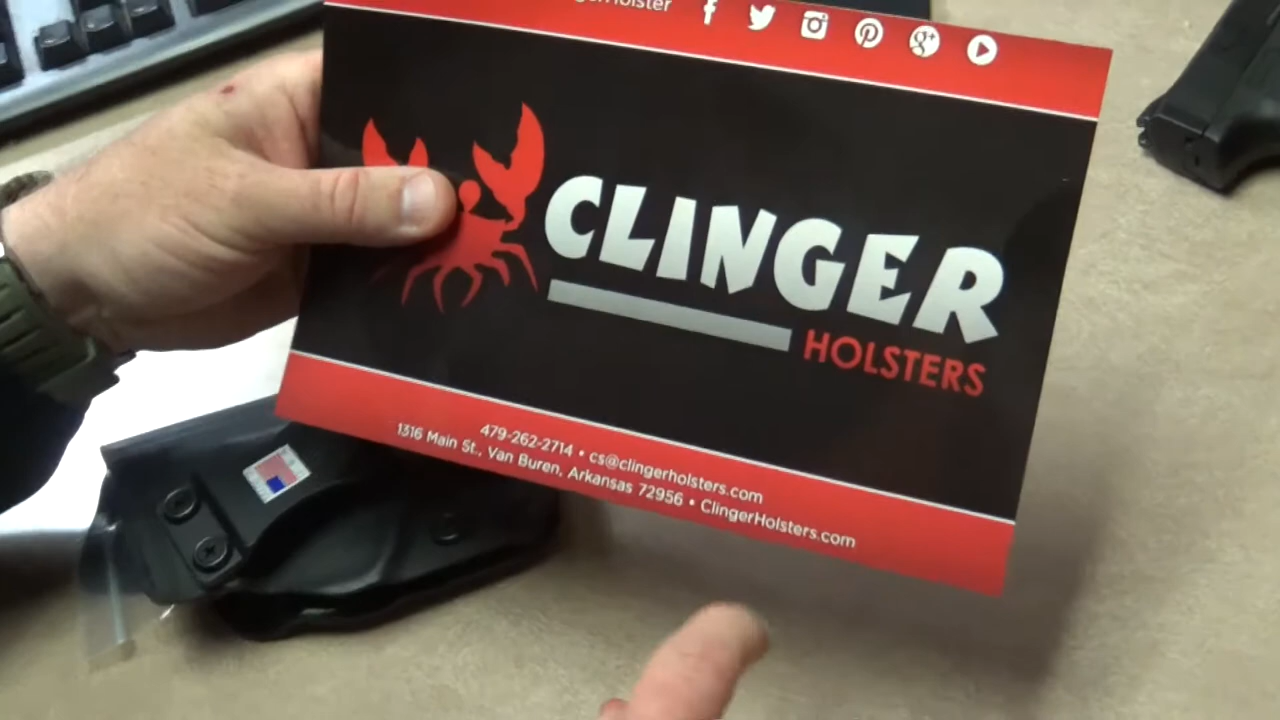 CLINGER
HOLSTERS
479-262-2714 • cs@clingerholsters.com
1316 Main St., Van Buren, Arkansas 72956 • ClingerHolsters.com